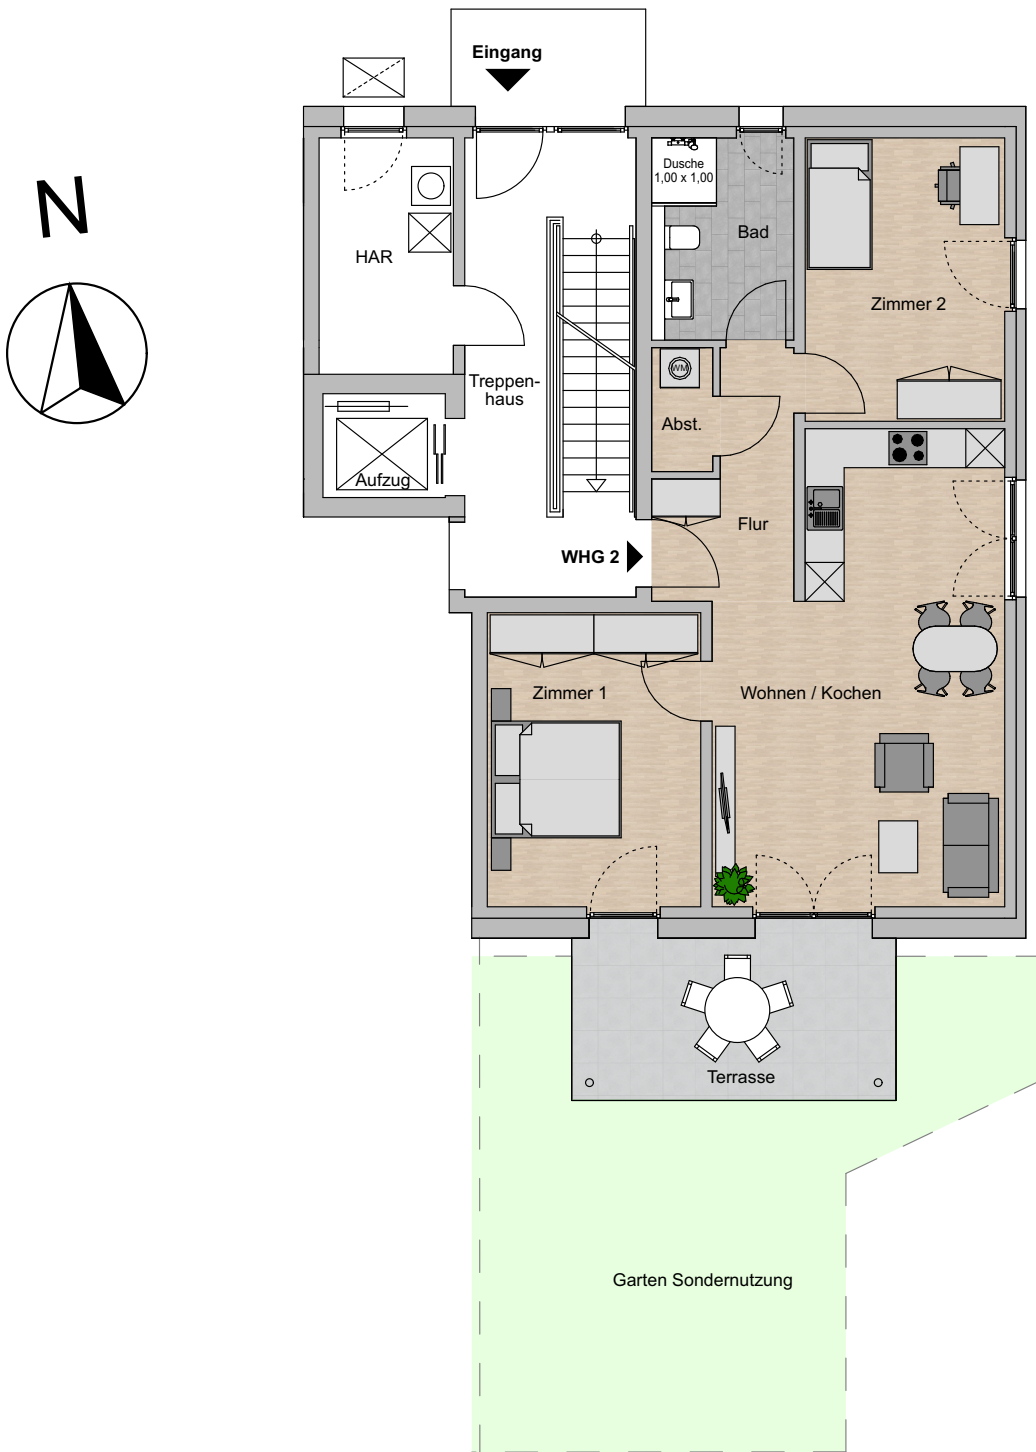 Eingang
N
Dusche
1,00 x 1,00
Bad
HAR
Zimmer 2
WM
Treppen-
haus
Abst.
Aufzug
Flur
WHG 2
Zimmer 1
Wohnen / Kochen
Terrasse
Garten Sondernutzung